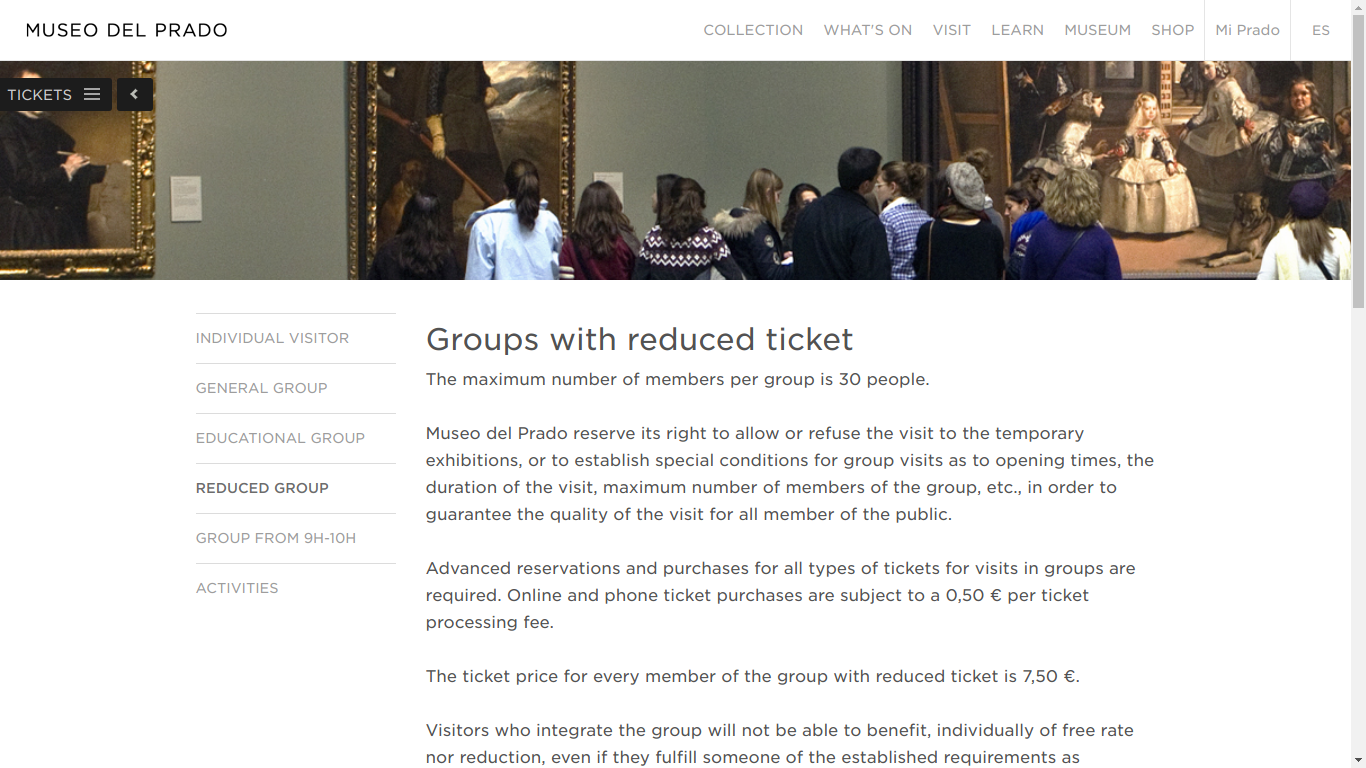 MUSEO DEL PRADO
COLLECTION WHAT'S ON VISIT LEARN MUSEUM SHOP Mi Prado ES
TICKETS
INDIVIDUAL VISITOR
GENERAL GROUP
EDUCATIONAL GROUP
REDUCED GROUP
GROUP FROM 9H-10H
ACTIVITIES
Groups with reduced ticket
The maximum number of members per group is 30 people.
Museo del Prado reserve its right to allow or refuse the visit to the temporary
exhibitions, or to establish special conditions for group visits as to opening times, the
duration of the visit, maximum number of members of the group, etc., in order to
guarantee the quality of the visit for all member of the public.
Advanced reservations and purchases for all types of tickets for visits in groups are
required. Online and phone ticket purchases are subject to a 0,50 € per ticket
processing fee.
The ticket price for every member of the group with reduced ticket is 7,50 €.
Visitors who integrate the group will not be able to benefit, individually of free rate
nor reduction, even if they fulfill someone of the established requirements as